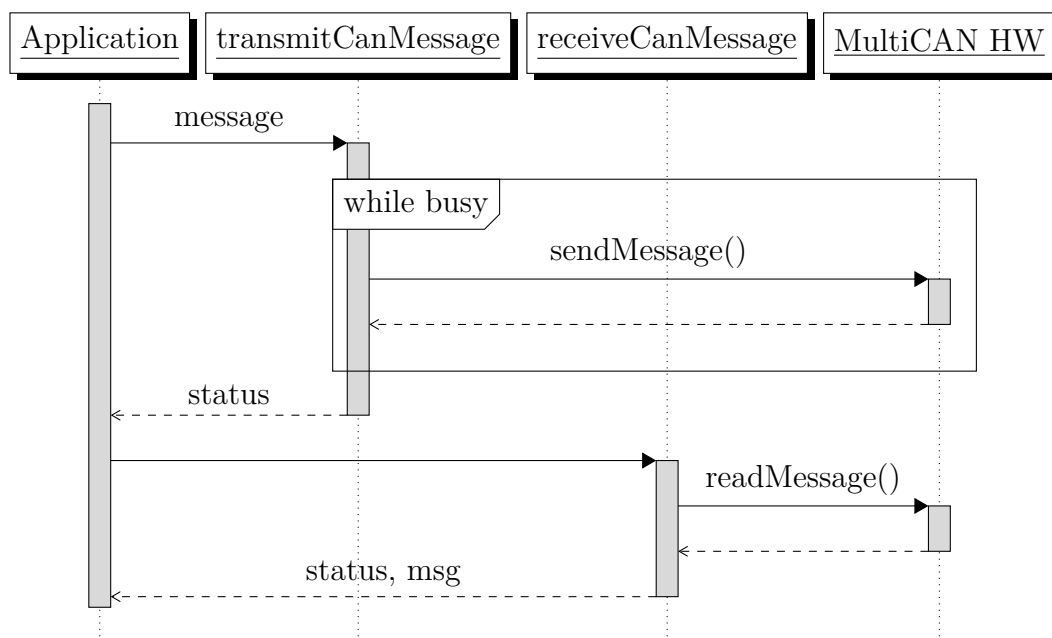 Application
transmitCanMessage
receiveCanMessage
MultiCAN HW
message
while busy
sendMessage()
status
readMessage()
status, msg